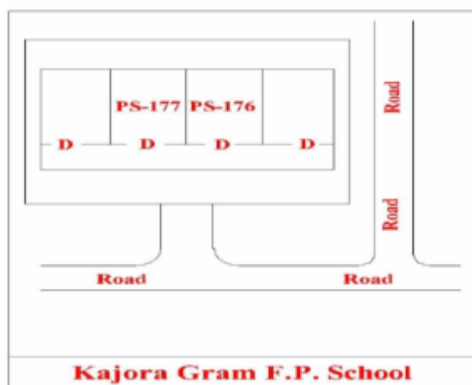 PS-177 PS-176
D D D D
Road
Road
Road Road
Kajora Gram F.P. School